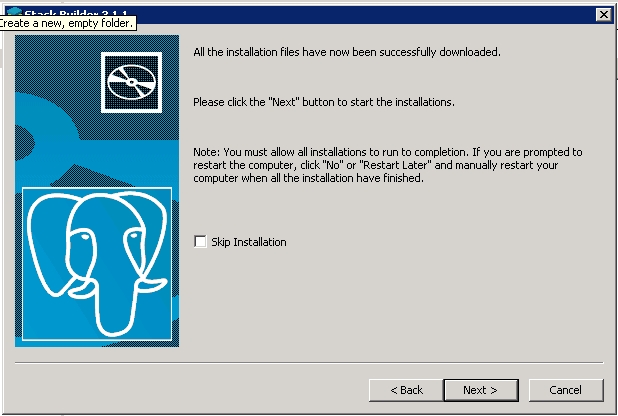 Stack Builder 3.1.1
Create a new, empty folder.
All the installation files have now been successfully downloaded.
Please click the "Next" button to start the installations.
Note: You must allow all installations to run to completion. If you are prompted to
restart the computer, click "No" or "Restart Later" and manually restart your
computer when all the installation have finished.
Skip Installation
< Back
Next >
Cancel